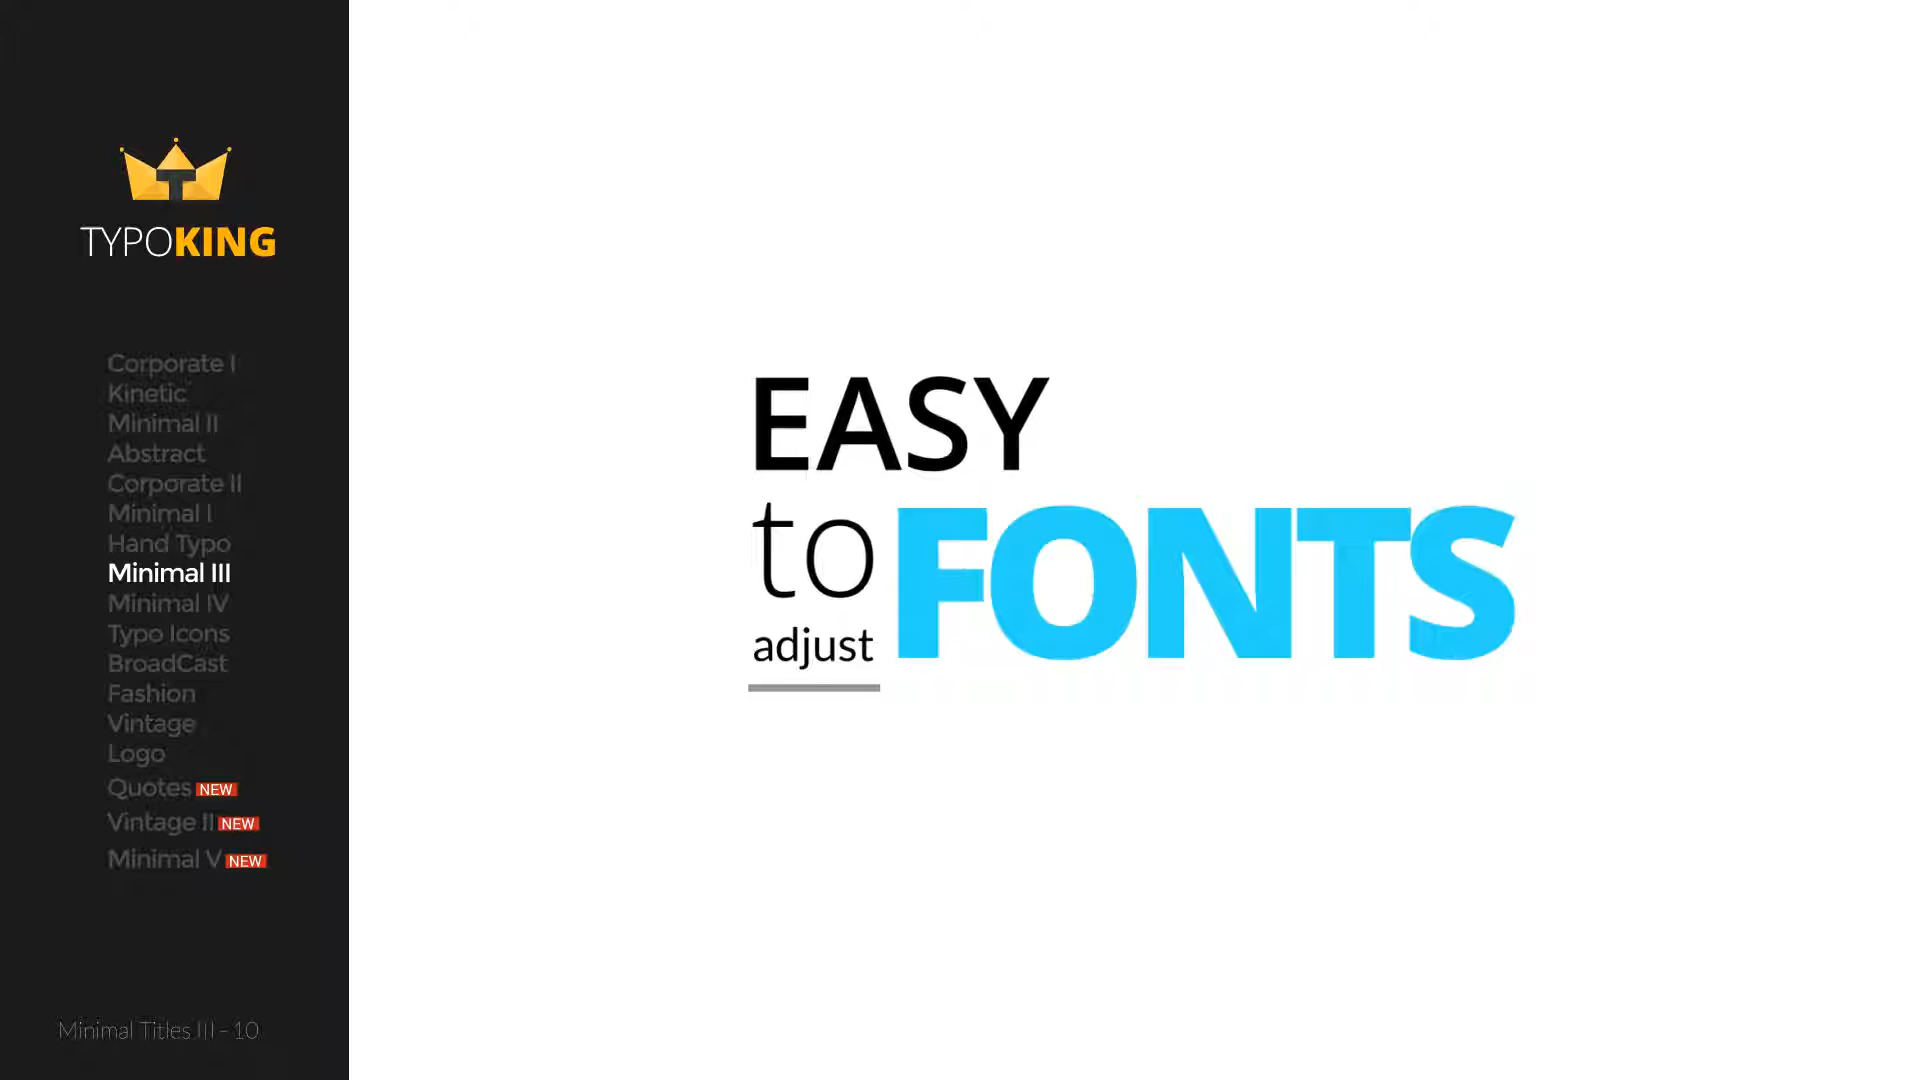 TYPOKING
Corporate I
Kinetic
Minimal II
Abstract
Corporate II
Minimal I
Hand Typo
Minimal III
Minimal IV
Typo Icons
BroadCast
Fashion
Vintage
Logo
Quotes NEW
Vintage II NEW
Minimal V NEW
Minimal Titles III - 10
EASY
to FONTS
adjust